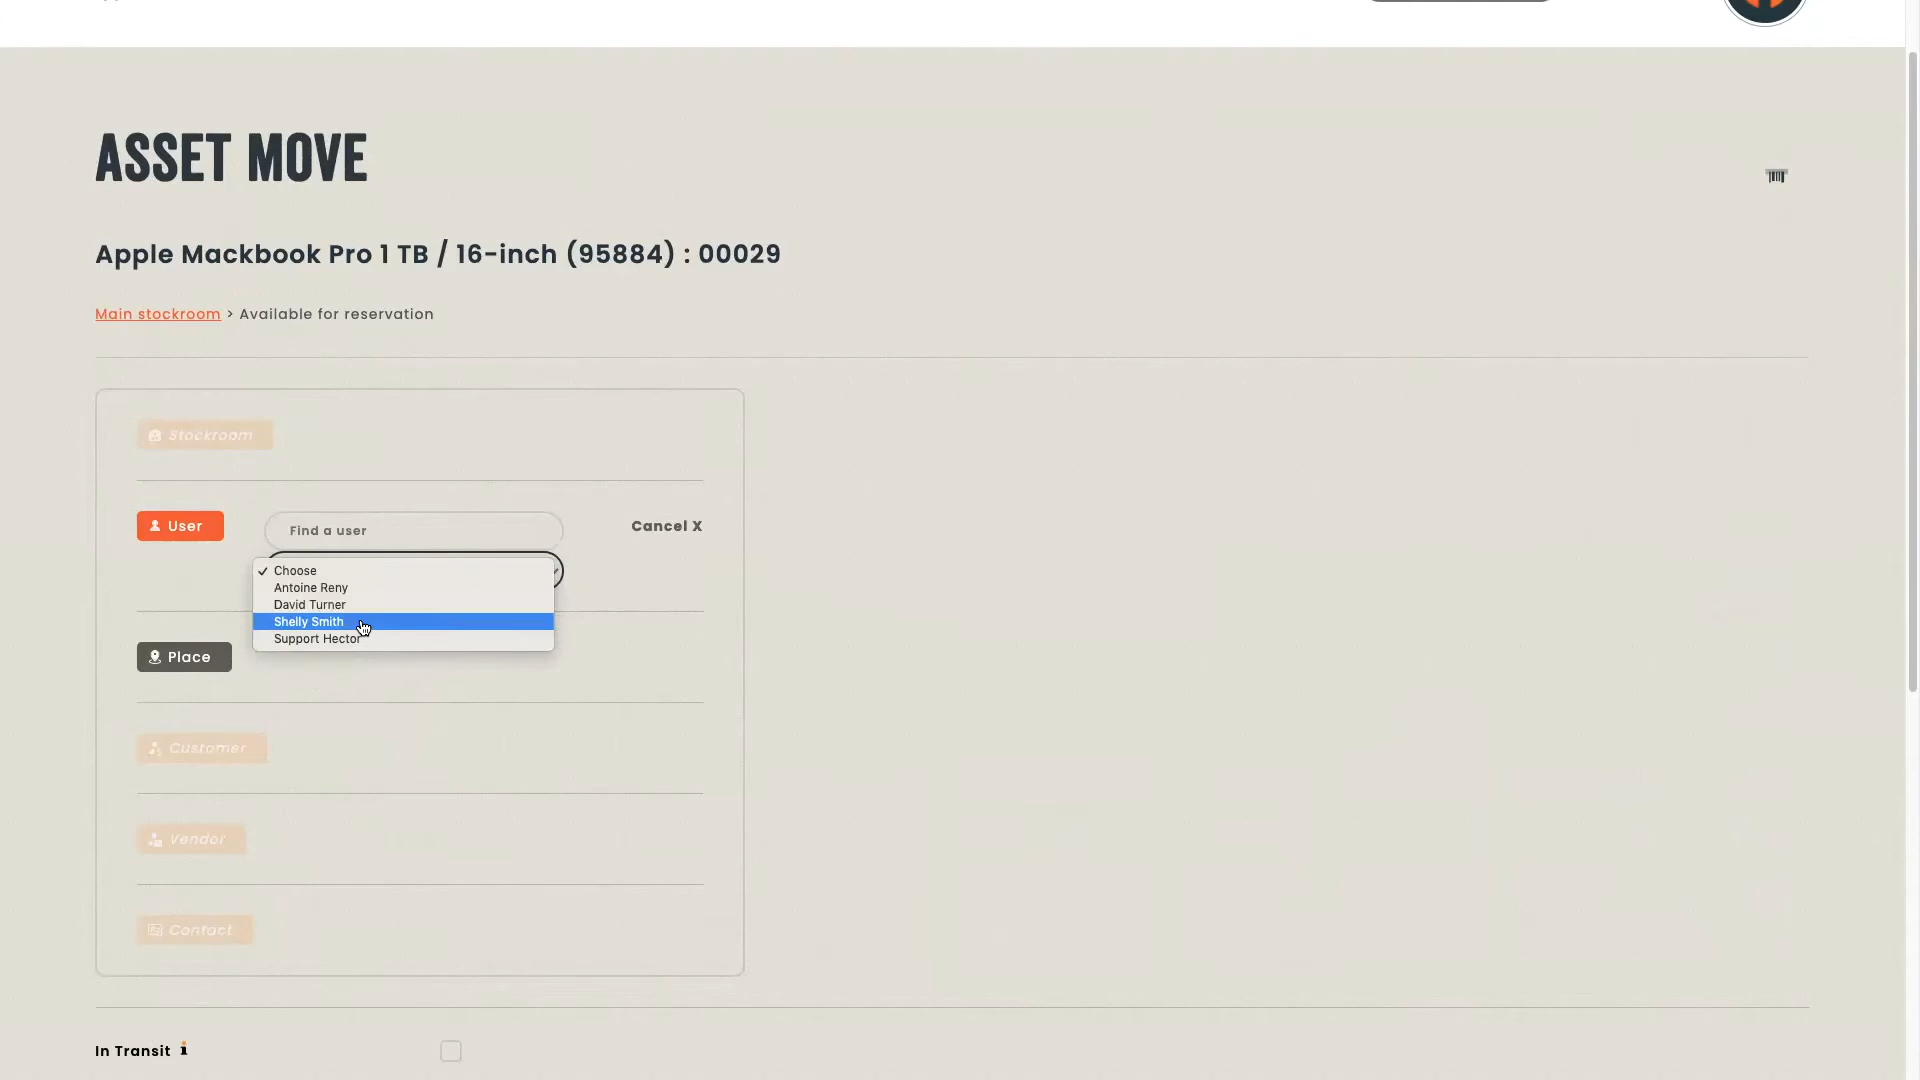 ASSET MOVE
Apple Mackbook Pro 1 TB / 16-inch (95884) : 00029
Main stockroom > Available for reservation
Stockroom
User
Find a user
Cancel X
✓ Choose
Antoine Reny
David Turner
Shelly Smith
Support Hector
Place
Customer
Vendor
Contact
In Transit i